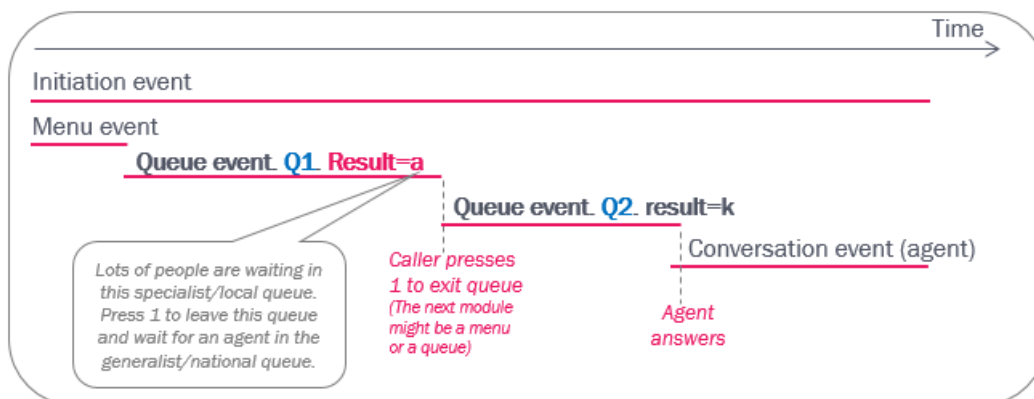 Time
Initiation event
Menu event
Queue event. Q1. Result=a
Queue event. Q2. result=k
Conversation event (agent)
Lots of people are waiting in
this specialist/local queue.
Press 1 to leave this queue
and wait for an agent in the
generalist/national queue.
Caller presses
1 to exit queue
(The next module
might be a menu
or a queue)
Agent
answers